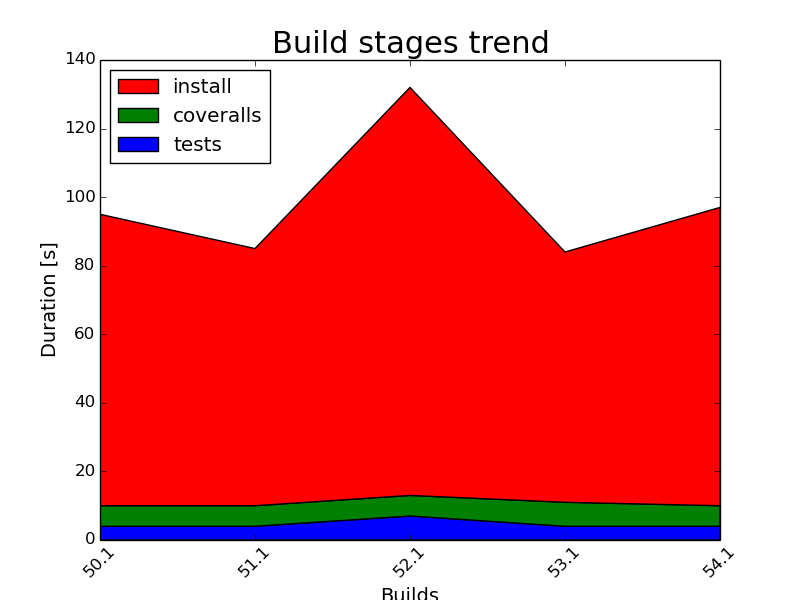 Build stages trend
install
coveralls
tests
140
120
100
80
60
40
20
0
Duration [s]
50.1
51.1
52.1
53.1
54.1
Builds